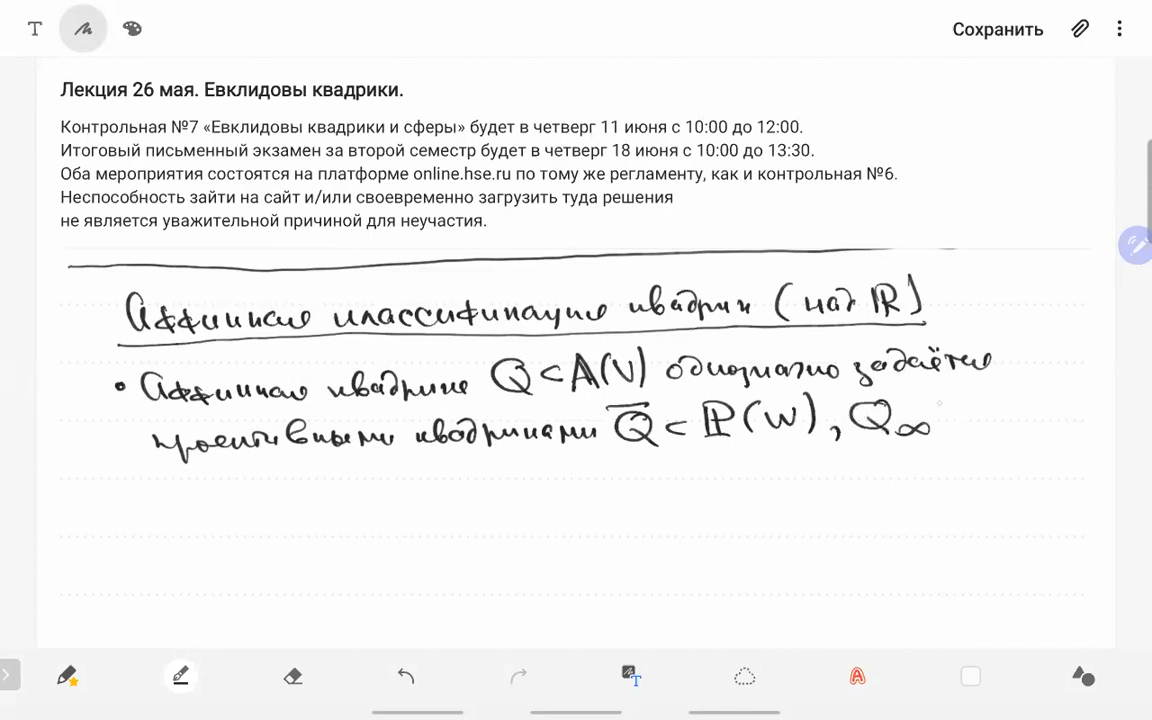 Сохранить
Лекция 26 мая. Евклидовы квадрики.
Контрольная №7 «Евклидовы квадрики и сферы» будет в четверг 11 июня с 10:00 до 12:00.
Итоговый письменный экзамен за второй семестр будет в четверг 18 июня с 10:00 до 13:30.
Оба мероприятия состоятся на платформе online.hse.ru по тому же регламенту, как и контрольная №6.
Неспособность зайти на сайт и/или своевременно загрузить туда решения
не является уважительной причиной для неучастия.
Аффинная классификация квадрик (над ℝ)
• Аффинная квадрика Q ⊂ 𝔸(V) однозначно задаётся
проективными квадриками Q̅ ⊂ ℙ(W), Q∞